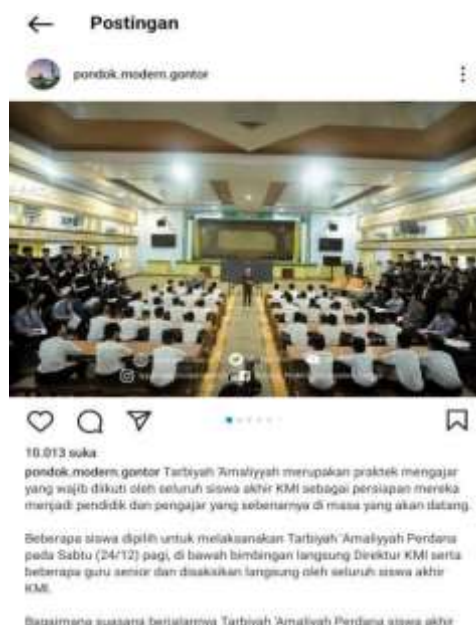 Postingan
pondok.modern.gontor
10.013 suka
pondok.modern.gontor Tarbiyah 'Amaliyyah merupakan praktek mengajar
yang wajib diikuti oleh seluruh siswa akhir KMI sebagai persiapan mereka
menjadi pendidik dan pengajar yang sebenarnya di masa yang akan datang.
Beberapa siswa dipilih untuk melaksanakan Tarbiyah 'Amaliyyah Perdana
pada Sabtu (24/12) pagi, di bawah bimbingan langsung Direktur KMI serta
beberapa guru senior dan disaksikan langsung oleh seluruh siswa akhir
KMI.
Bagaimana suasana berjalannya Tarbiyah 'Amaliyah Perdana siswa akhir